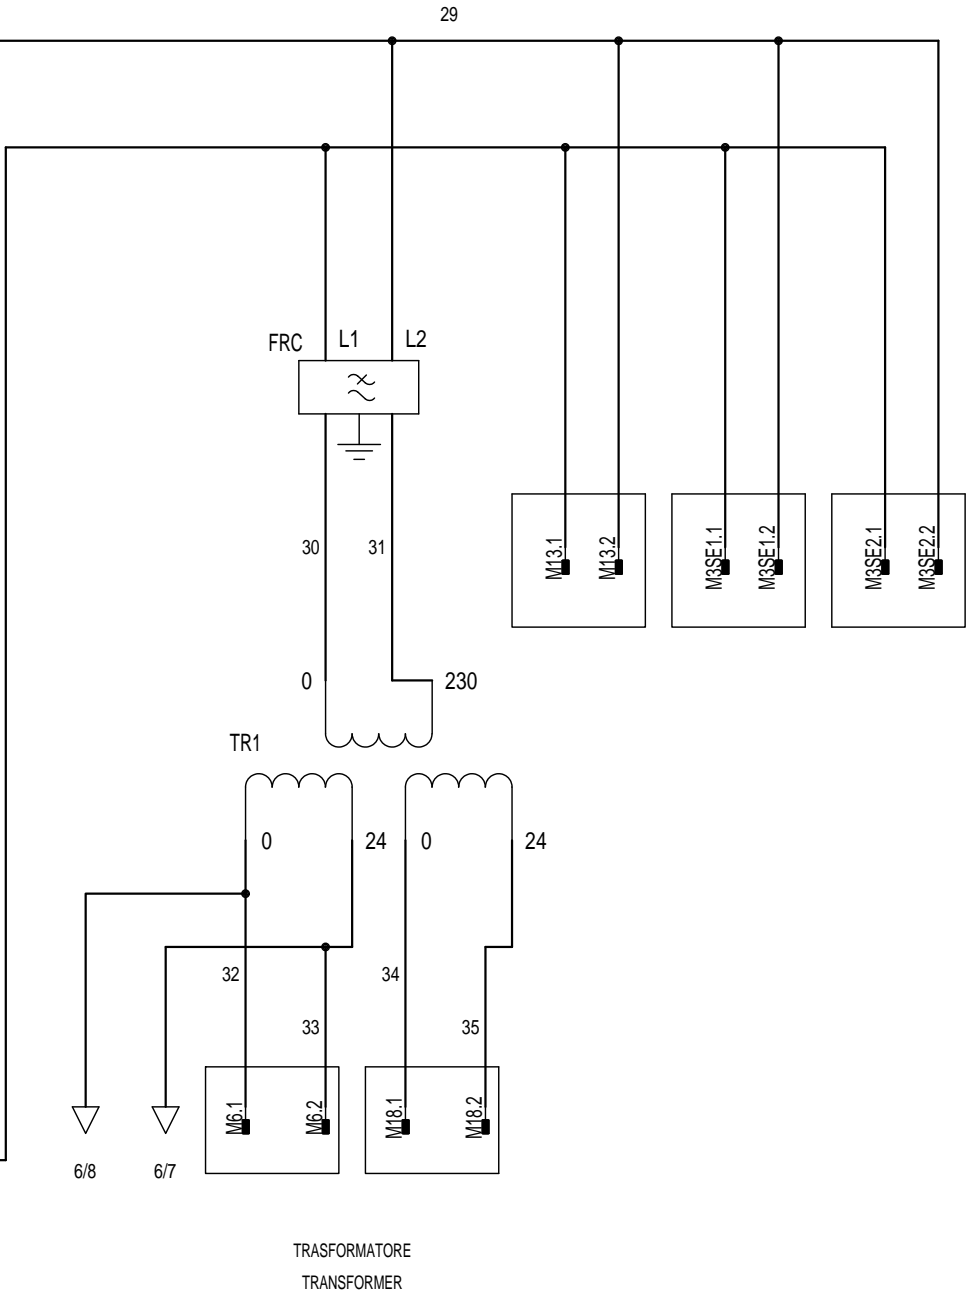 29
FRC L1 L2
30 31
M13.1 M13.2 M3SE1.1 M3SE1.2 M3SE2.1 M3SE2.2
0 230
TR1
0 24 0 24
32 34
33 35
M6.1 M6.2 M18.1 M18.2
6/8 6/7
TRASFORMATORE
TRANSFORMER